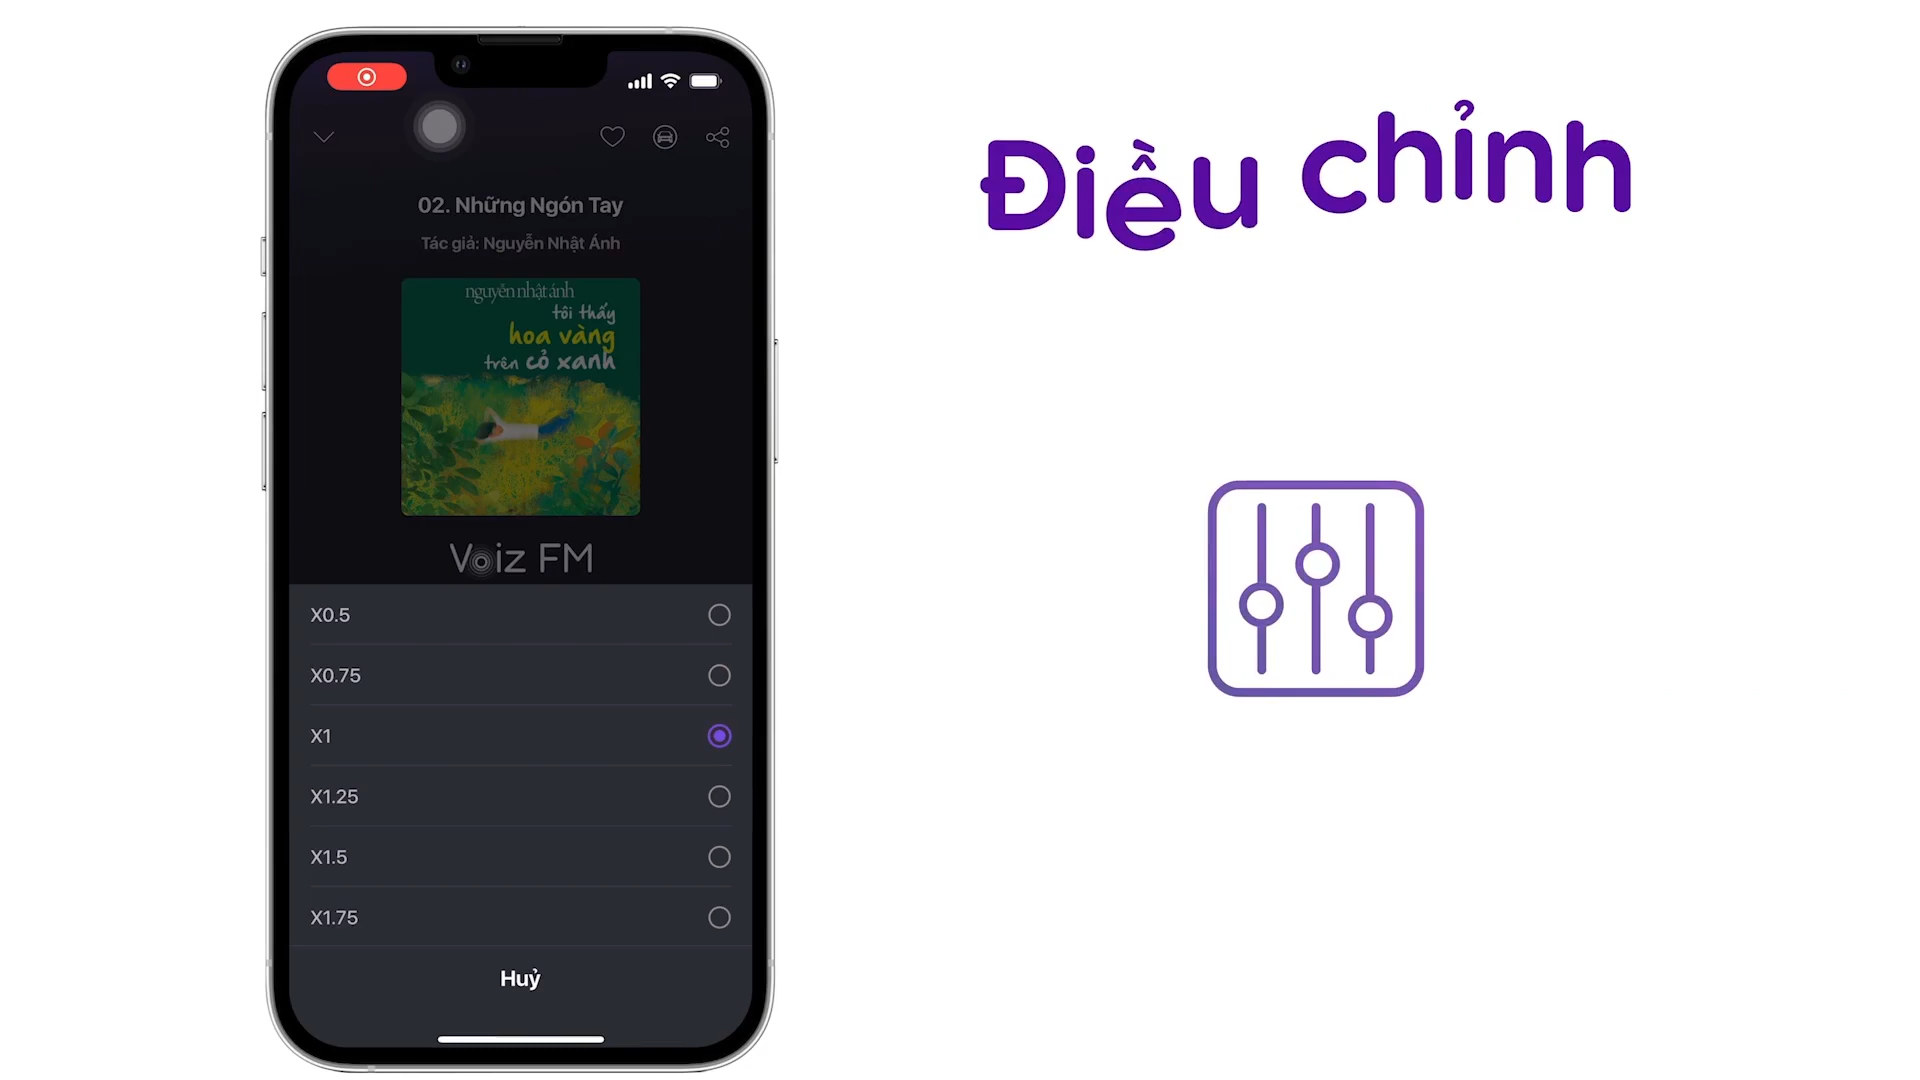 02. Những Ngón Tay
Tác giả: Nguyễn Nhật Ánh
nguyễn nhật ánh
tôi thấy
hoa vàng
trên cỏ xanh
Voiz FM
X0.5
X0.75
X1
X1.25
X1.5
X1.75
Huỷ
Điều chỉnh